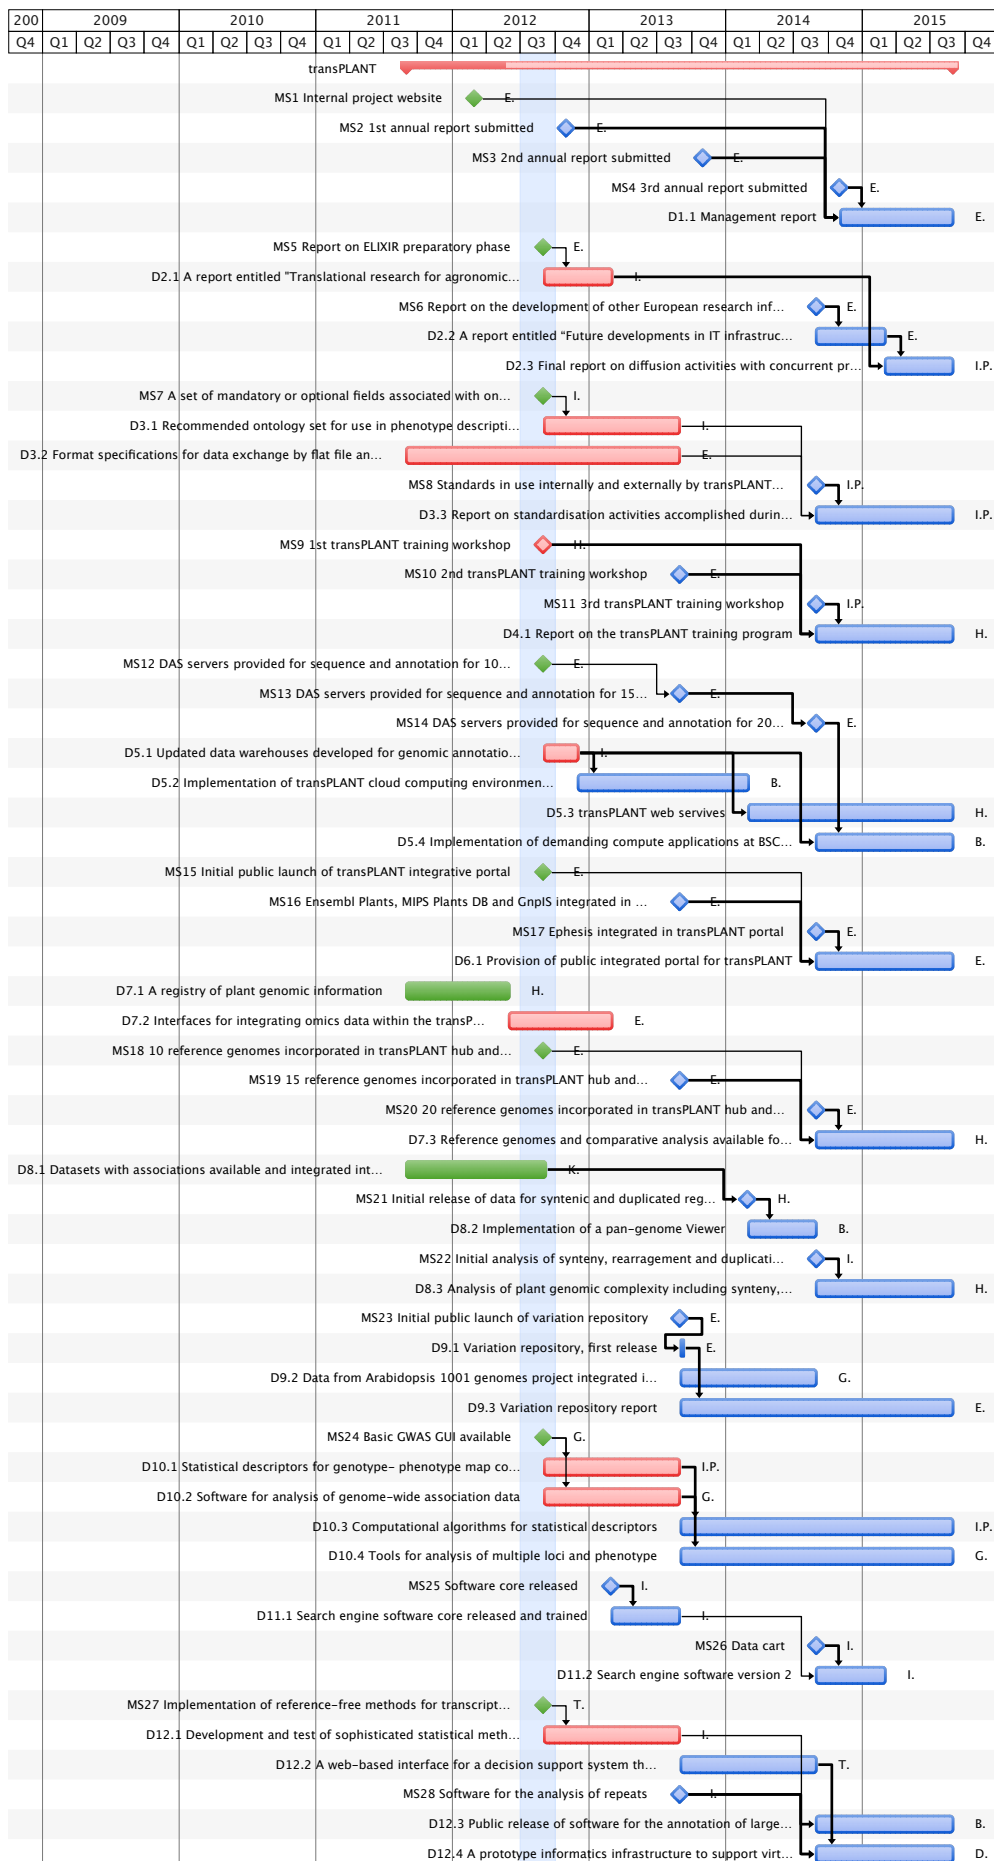 200 2009 2010 2011 2012 2013 2014 2015
Q4 Q1 Q2 Q3 Q4 Q1 Q2 Q3 Q4 Q1 Q2 Q3 Q4 Q1 Q2 Q3 Q4 Q1 Q2 Q3 Q4 Q1 Q2 Q3 Q4 Q1 Q2 Q3 Q4
transPLANT
MS1 Internal project website E.
MS2 1st annual report submitted E.
MS3 2nd annual report submitted E.
MS4 3rd annual report submitted E.
D1.1 Management report E.
MS5 Report on ELIXIR preparatory phase E.
D2.1 A report entitled “Translational research for agronomic... I.
MS6 Report on the development of other European research inf... E.
D2.2 A report entitled “Future developments in IT infrastruc... E.
D2.3 Final report on diffusion activities with concurrent pr... I.P.
MS7 A set of mandatory or optional fields associated with on... I.
D3.1 Recommended ontology set for use in phenotype descripti... I.
D3.2 Format specifications for data exchange by flat file an... E.
MS8 Standards in use internally and externally by transPLANT... I.P.
D3.3 Report on standardisation activities accomplished durin... I.P.
MS9 1st transPLANT training workshop H.
MS10 2nd transPLANT training workshop E.
MS11 3rd transPLANT training workshop I.P.
D4.1 Report on the transPLANT training program H.
MS12 DAS servers provided for sequence and annotation for 10... E.
MS13 DAS servers provided for sequence and annotation for 15... E.
MS14 DAS servers provided for sequence and annotation for 20... E.
D5.1 Updated data warehouses developed for genomic annotatio... I.
D5.2 Implementation of transPLANT cloud computing environmen... B.
D5.3 transPLANT web servives H.
D5.4 Implementation of demanding compute applications at BSC... B.
MS15 Initial public launch of transPLANT integrative portal E.
MS16 Ensembl Plants, MIPS Plants DB and GnpIS integrated in ... E.
MS17 Ephesis integrated in transPLANT portal E.
D6.1 Provision of public integrated portal for transPLANT E.
D7.1 A registry of plant genomic information H.
D7.2 Interfaces for integrating omics data within the transP... E.
MS18 10 reference genomes incorporated in transPLANT hub and... E.
MS19 15 reference genomes incorporated in transPLANT hub and... E.
MS20 20 reference genomes incorporated in transPLANT hub and... E.
D7.3 Reference genomes and comparative analysis available fo... H.
D8.1 Datasets with associations available and integrated int... K.
MS21 Initial release of data for syntenic and duplicated reg... H.
D8.2 Implementation of a pan-genome Viewer B.
MS22 Initial analysis of synteny, rearragement and duplicati... I.
D8.3 Analysis of plant genomic complexity including synteny,... H.
MS23 Initial public launch of variation repository E.
D9.1 Variation repository, first release E.
D9.2 Data from Arabidopsis 1001 genomes project integrated i... G.
D9.3 Variation repository report E.
MS24 Basic GWAS GUI available G.
D10.1 Statistical descriptors for genotype- phenotype map co... I.P.
D10.2 Software for analysis of genome-wide association data G.
D10.3 Computational algorithms for statistical descriptors I.P.
D10.4 Tools for analysis of multiple loci and phenotype G.
MS25 Software core released I.
D11.1 Search engine software core released and trained I.
MS26 Data cart I.
D11.2 Search engine software version 2 I.
MS27 Implementation of reference-free methods for transcript... T.
D12.1 Development and test of sophisticated statistical meth... I.
D12.2 A web-based interface for a decision support system th... T.
MS28 Software for the analysis of repeats I.
D12.3 Public release of software for the annotation of large... B.
D12.4 A prototype informatics infrastructure to support virt... D.